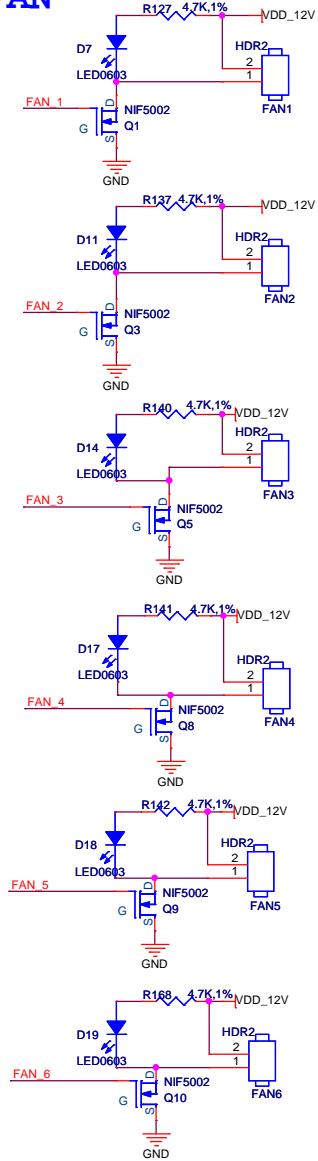 FAN
R127 4.7K,1% VDD_12V
D7 HDR2
2
LED0603 1
FAN_1 D NIF5002 FAN1
G Q1
S
GND
R137 4.7K,1% VDD_12V
D11 HDR2
2
LED0603 1
FAN_2 D NIF5002 FAN2
G Q3
S
GND
R140 4.7K,1% VDD_12V
D14 HDR2
2
LED0603 1
FAN_3 D NIF5002 FAN3
G Q5
S
GND
R141 4.7K,1% VDD_12V
D17 HDR2
2
LED0603 1
FAN_4 D NIF5002 FAN4
G Q8
S
GND
R142 4.7K,1% VDD_12V
D18 HDR2
2
LED0603 1
FAN_5 D NIF5002 FAN5
G Q9
S
GND
R168 4.7K,1% VDD_12V
D19 HDR2
2
LED0603 1
FAN_6 D NIF5002 FAN6
G Q10
S
GND